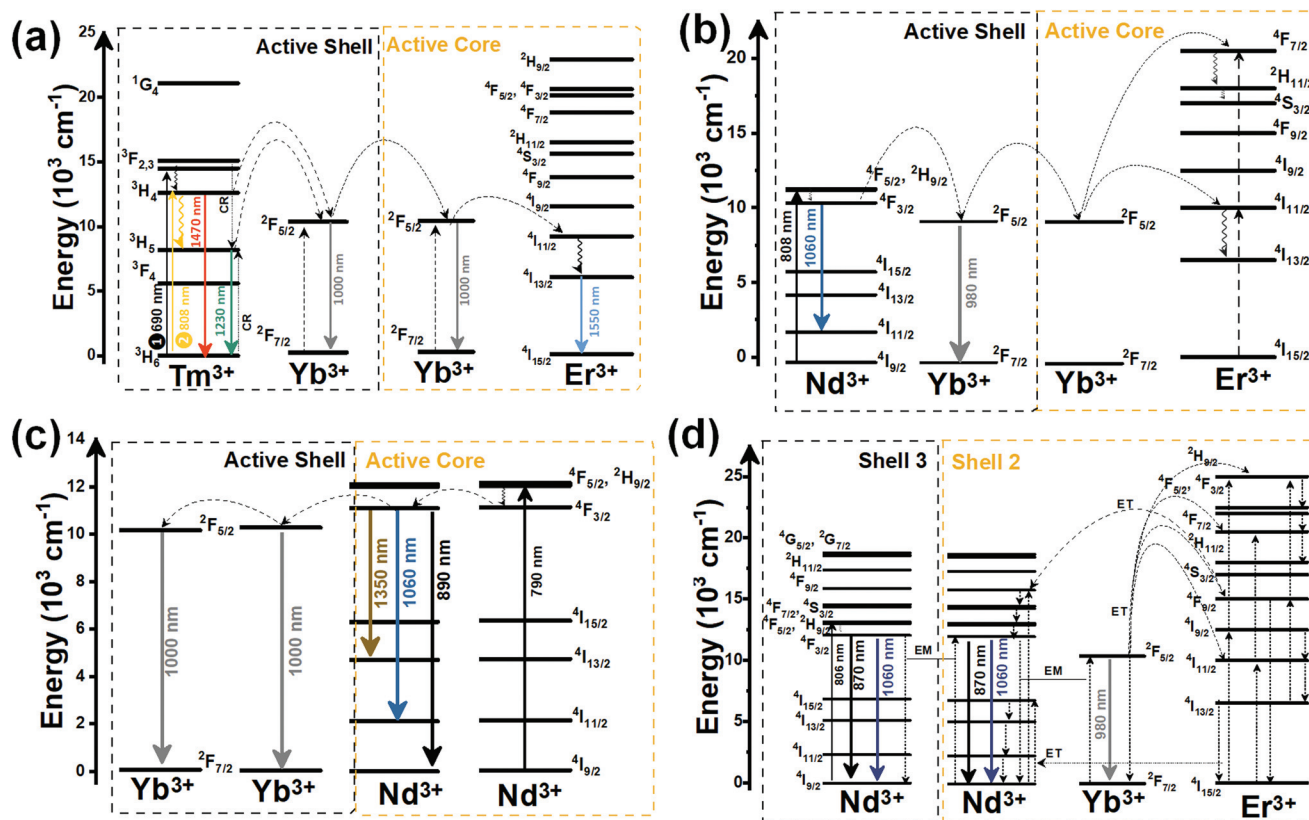 (a)
Energy (10³ cm⁻¹)
25
20
15
10
5
0
Active Shell
Active Core
¹G₄
³F₂,₃
³H₄
³H₅
³F₄
³H₆
1 690 nm
2 808 nm
1470 nm
1230 nm
CR
CR
Tm³⁺
²F₅/₂
²F₇/₂
1000 nm
Yb³⁺
²F₅/₂
²F₇/₂
1000 nm
Yb³⁺
²H₉/₂
⁴F₅/₂, ⁴F₃/₂
⁴F₇/₂
²H₁₁/₂
⁴S₃/₂
⁴F₉/₂
⁴I₉/₂
⁴I₁₁/₂
⁴I₁₃/₂
⁴I₁₅/₂
1550 nm
Er³⁺
(b)
Energy (10³ cm⁻¹)
20
15
10
5
0
Active Shell
Active Core
⁴F₅/₂, ²H₉/₂
⁴F₃/₂
⁴I₁₅/₂
⁴I₁₃/₂
⁴I₁₁/₂
⁴I₉/₂
808 nm
1060 nm
Nd³⁺
²F₅/₂
²F₇/₂
980 nm
Yb³⁺
²F₅/₂
²F₇/₂
Yb³⁺
⁴F₇/₂
²H₁₁/₂
⁴S₃/₂
⁴F₉/₂
⁴I₉/₂
⁴I₁₁/₂
⁴I₁₃/₂
⁴I₁₅/₂
Er³⁺
(c)
Energy (10³ cm⁻¹)
14
12
10
8
6
4
2
0
Active Shell
Active Core
²F₅/₂
²F₇/₂
1000 nm
Yb³⁺
1000 nm
Yb³⁺
1350 nm
1060 nm
890 nm
Nd³⁺
790 nm
⁴F₅/₂, ²H₉/₂
⁴F₃/₂
⁴I₁₅/₂
⁴I₁₃/₂
⁴I₁₁/₂
⁴I₉/₂
Nd³⁺
(d)
Energy (10³ cm⁻¹)
25
20
15
10
5
0
Shell 3
Shell 2
⁴G₅/₂, ²G₇/₂
²H₁₁/₂
⁴F₉/₂
⁴F₇/₂, ⁴S₃/₂
⁴F₅/₂, ²H₉/₂
⁴F₃/₂
⁴I₁₅/₂
⁴I₁₃/₂
⁴I₁₁/₂
⁴I₉/₂
806 nm
870 nm
1060 nm
Nd³⁺
EM
870 nm
1060 nm
Nd³⁺
EM
ET
ET
ET
²F₅/₂
²F₇/₂
980 nm
Yb³⁺
²H₉/₂
⁴F₅/₂, ⁴F₃/₂
⁴F₇/₂
²H₁₁/₂
⁴S₃/₂
⁴F₉/₂
⁴I₉/₂
⁴I₁₁/₂
⁴I₁₃/₂
⁴I₁₅/₂
Er³⁺